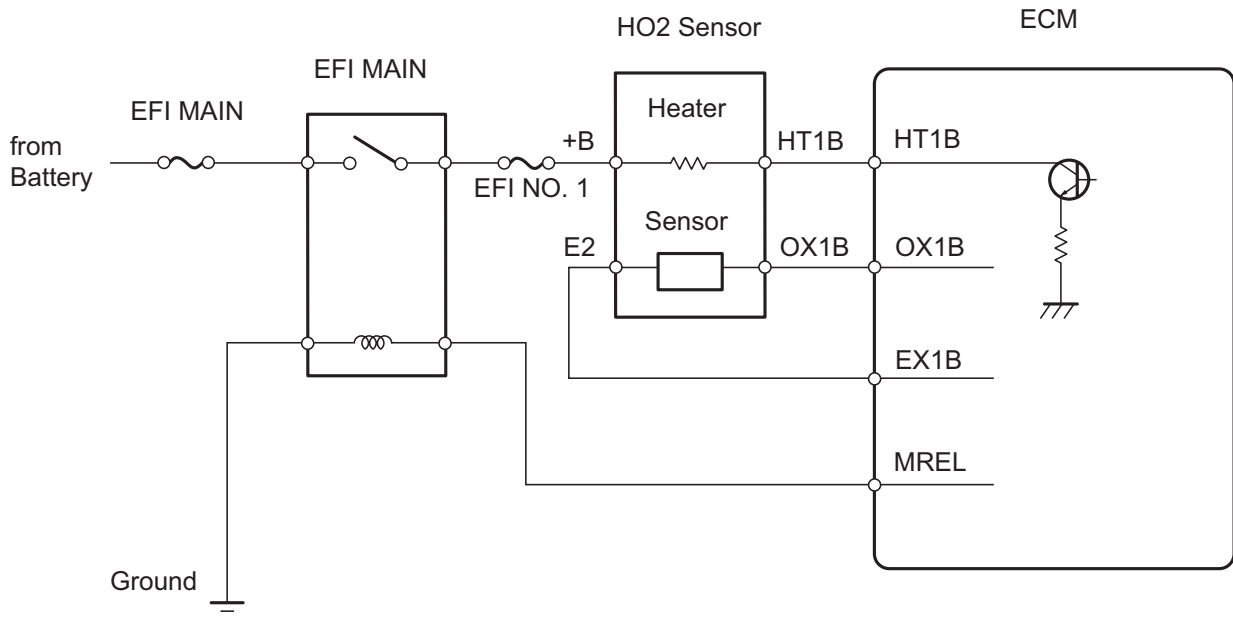 HO2 Sensor
ECM
EFI MAIN
EFI MAIN
from
Battery
Heater
+B
HT1B
HT1B
EFI NO. 1
Sensor
E2
OX1B
OX1B
EX1B
MREL
Ground